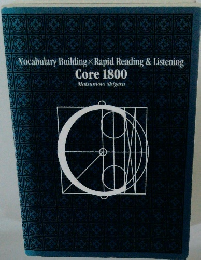 Vocabulary Building×Rapid Reading & Listening
Core 1800
Matsumoto Shigeru